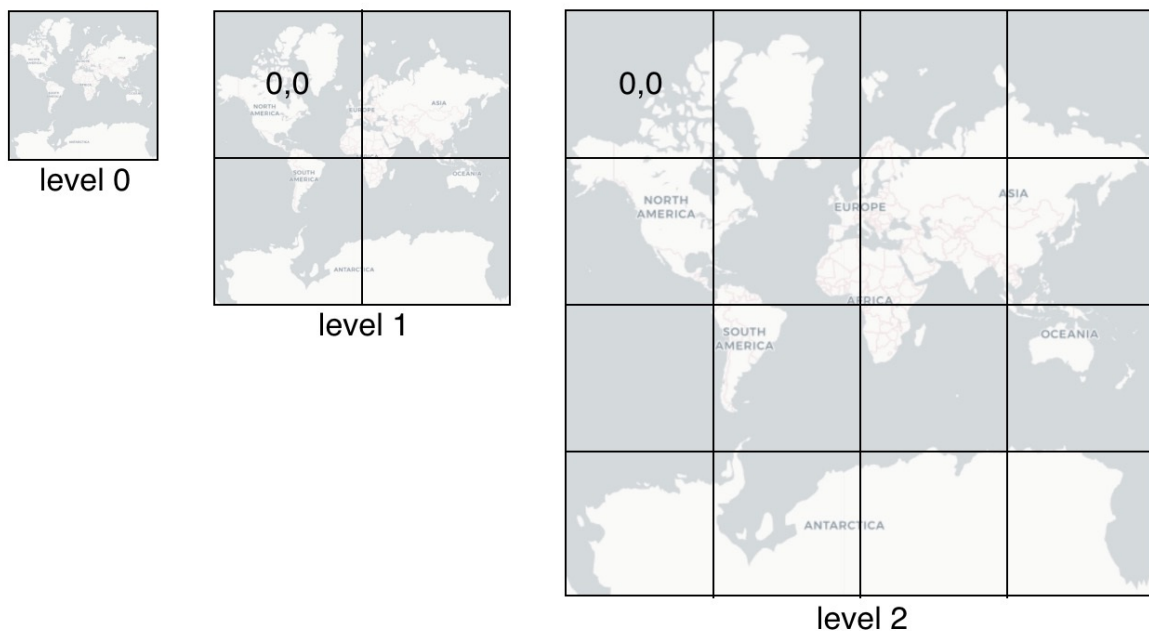 level 0
0,0
NORTH
AMERICA
EUROPE
ASIA
SOUTH
AMERICA
OCEANIA
ANTARCTICA
level 1
0,0
NORTH
AMERICA
EUROPE
ASIA
AFRICA
SOUTH
AMERICA
OCEANIA
ANTARCTICA
level 2